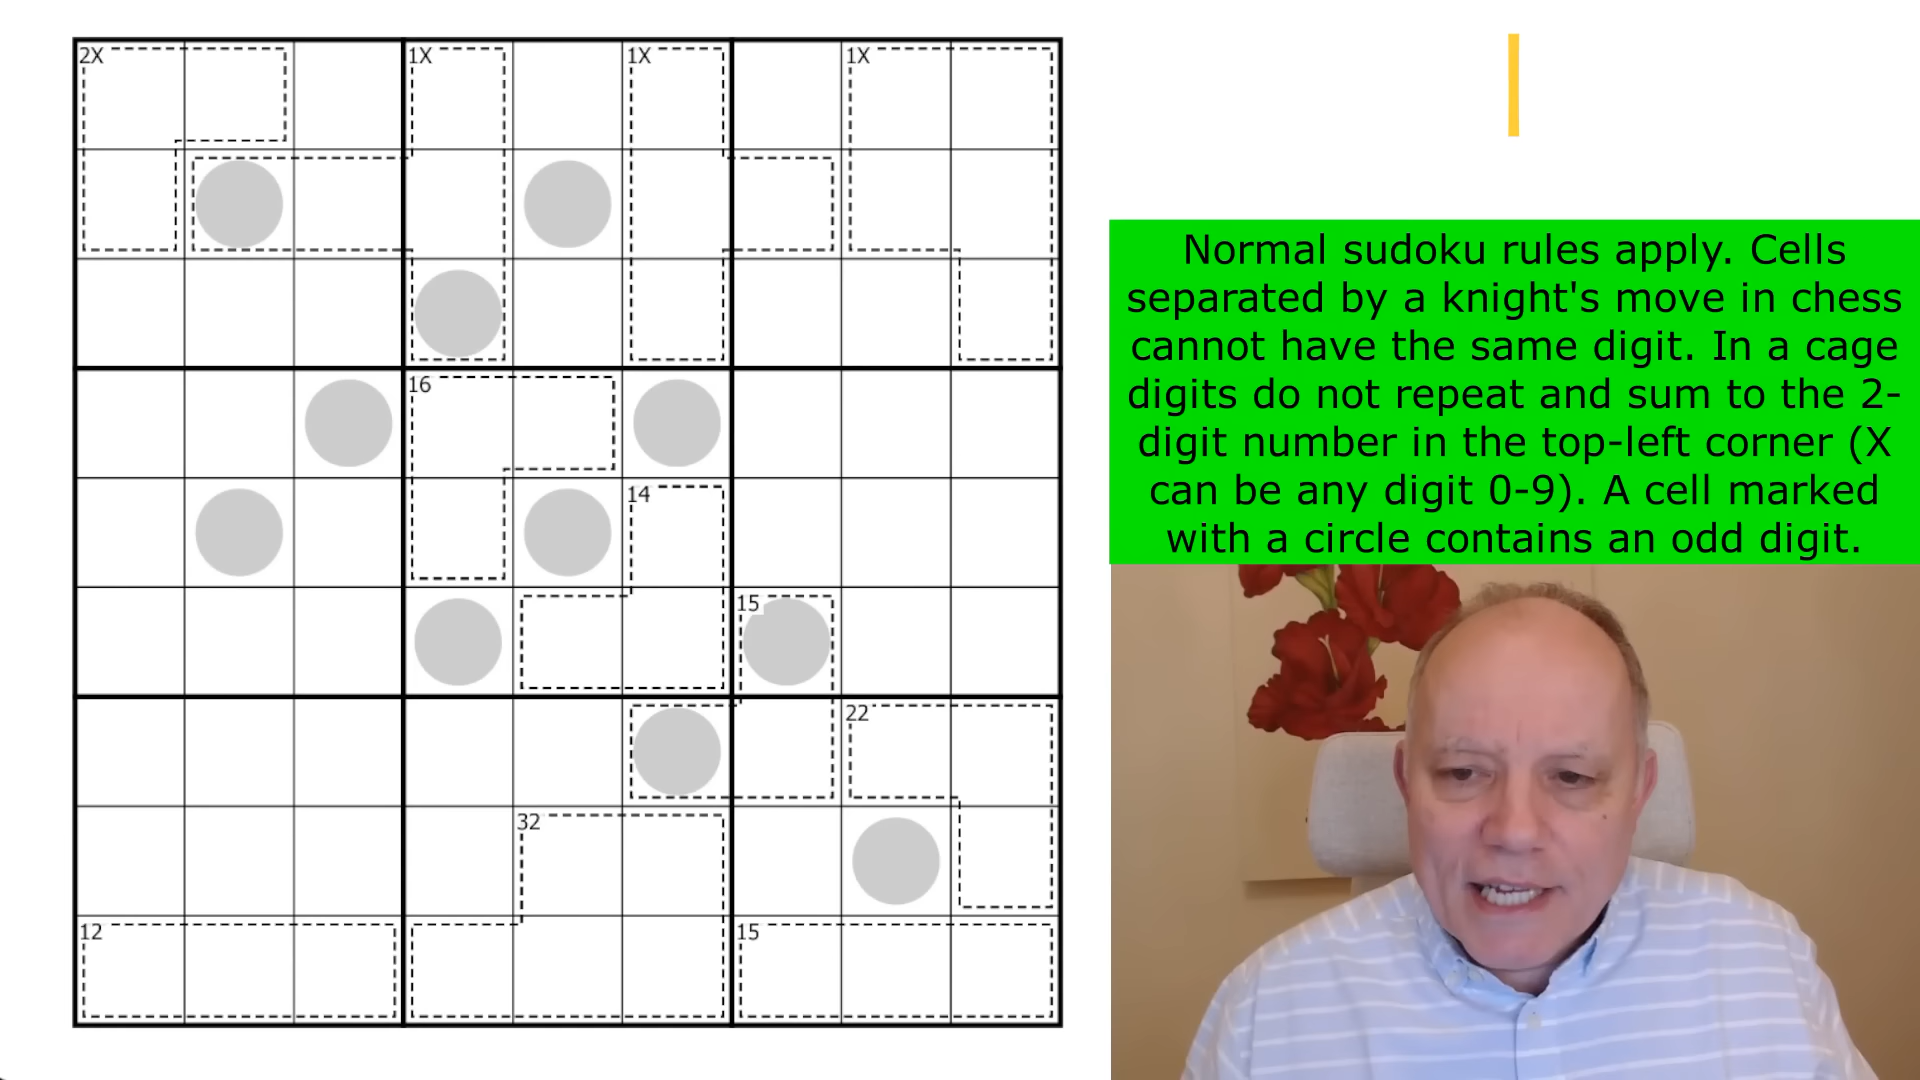 2X 1X 1X 1X
16
14
15
22
32
12 15
Normal sudoku rules apply. Cells
separated by a knight's move in chess
cannot have the same digit. In a cage
digits do not repeat and sum to the 2-
digit number in the top-left corner (X
can be any digit 0-9). A cell marked
with a circle contains an odd digit.